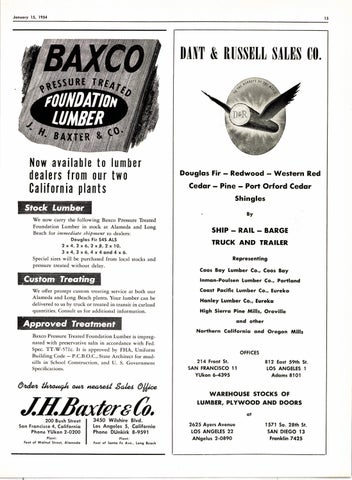 January 15, 1954
15
BAXCO
PRESSURE TREATED
FOUNDATION
LUMBER
J. H. BAXTER & CO.
Now available to lumber
dealers from our two
California plants
Stock Lumber
We now carry the following Baxco Pressure Treated
Foundation Lumber in stock at Alameda and Long
Beach for immediate shipment to dealers:
Douglas Fir S4S ALS
2 x 4, 2 x 6, 2 x 8, 2 x 10,
3 x 4, 3 x 6, 4 x 4 and 4 x 6.
Special sizes will be purchased from local stocks and
pressure treated without delay.
Custom Treating
We offer prompt custom treating service at both our
Alameda and Long Beach plants. Your lumber can be
delivered to us by truck or treated in transit in carload
quantities. Consult us for additional information.
Approved Treatment
Baxco Pressure Treated Foundation Lumber is impreg-
nated with preservative salts in accordance with Fed.
Spec. TT-W-571c. It is approved by FHA, Uniform
Building Code – P.C.B.O.C., State Architect for mud-
sills in School Construction, and U. S. Government
Specifications.
Order through our nearest Sales Office
J.H. Baxter & Co.
200 Bush Street
San Francisco 4, California
Phone YUkon 2-0200
Plant:
Foot of Walnut Street, Alameda
3450 Wilshire Blvd.
Los Angeles 5, California
Phone DUnkirk 8-9591
Plant:
Foot of Santa Fe Ave., Long Beach
DANT & RUSSELL SALES CO.
D&R
Douglas Fir – Redwood – Western Red
Cedar – Pine – Port Orford Cedar
Shingles
By
SHIP – RAIL – BARGE
TRUCK AND TRAILER
Representing
Coos Bay Lumber Co., Coos Bay
Inman-Poulsen Lumber Co., Portland
Coast Pacific Lumber Co., Eureka
Hanley Lumber Co., Eureka
High Sierra Pine Mills, Oroville
and other
Northern California and Oregon Mills
OFFICES
214 Front St.
SAN FRANCISCO 11
YUkon 6-4395
812 East 59th St.
LOS ANGELES 1
ADams 8101
WAREHOUSE STOCKS OF
LUMBER, PLYWOOD AND DOORS
at
2625 Ayers Avenue
LOS ANGELES 22
ANgelus 2-0890
1571 So. 28th St.
SAN DIEGO 13
Franklin 7425